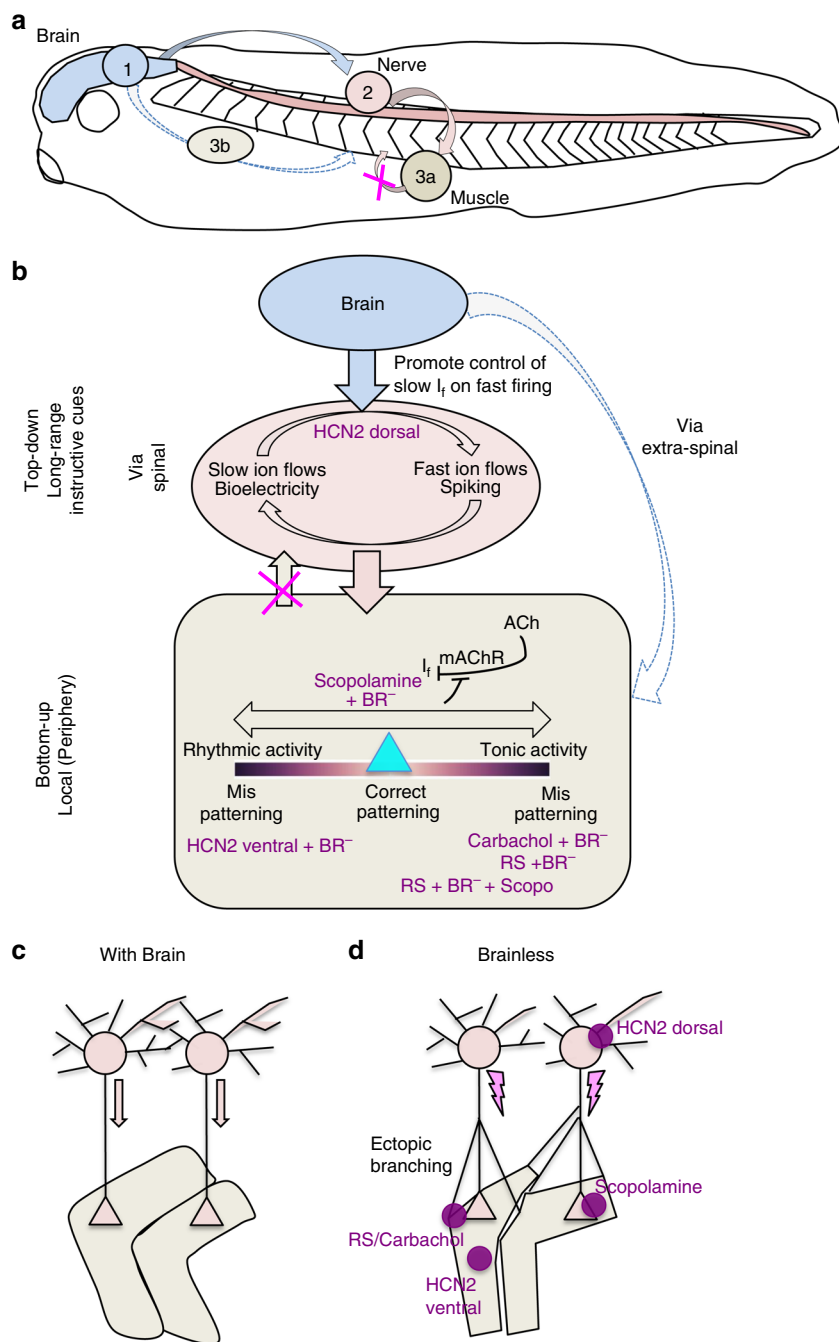 a
Brain
1
Nerve
2
3b
3a
Muscle
b
Brain
Promote control of
slow I_f on fast firing
HCN2 dorsal
Slow ion flows
Bioelectricity
Fast ion flows
Spiking
Via
extra-spinal
Top-down
Long-range
instructive cues
Via
spinal
ACh
mAChR
I_f
Scopolamine
+ BR⁻
Rhythmic activity
Tonic activity
Mis
patterning
Correct
patterning
Mis
patterning
HCN2 ventral + BR⁻
Carbachol + BR⁻
RS +BR⁻
RS + BR⁻ + Scopo
Bottom-up
Local (Periphery)
c
With Brain
d
Brainless
HCN2 dorsal
Ectopic
branching
Scopolamine
RS/Carbachol
HCN2
ventral